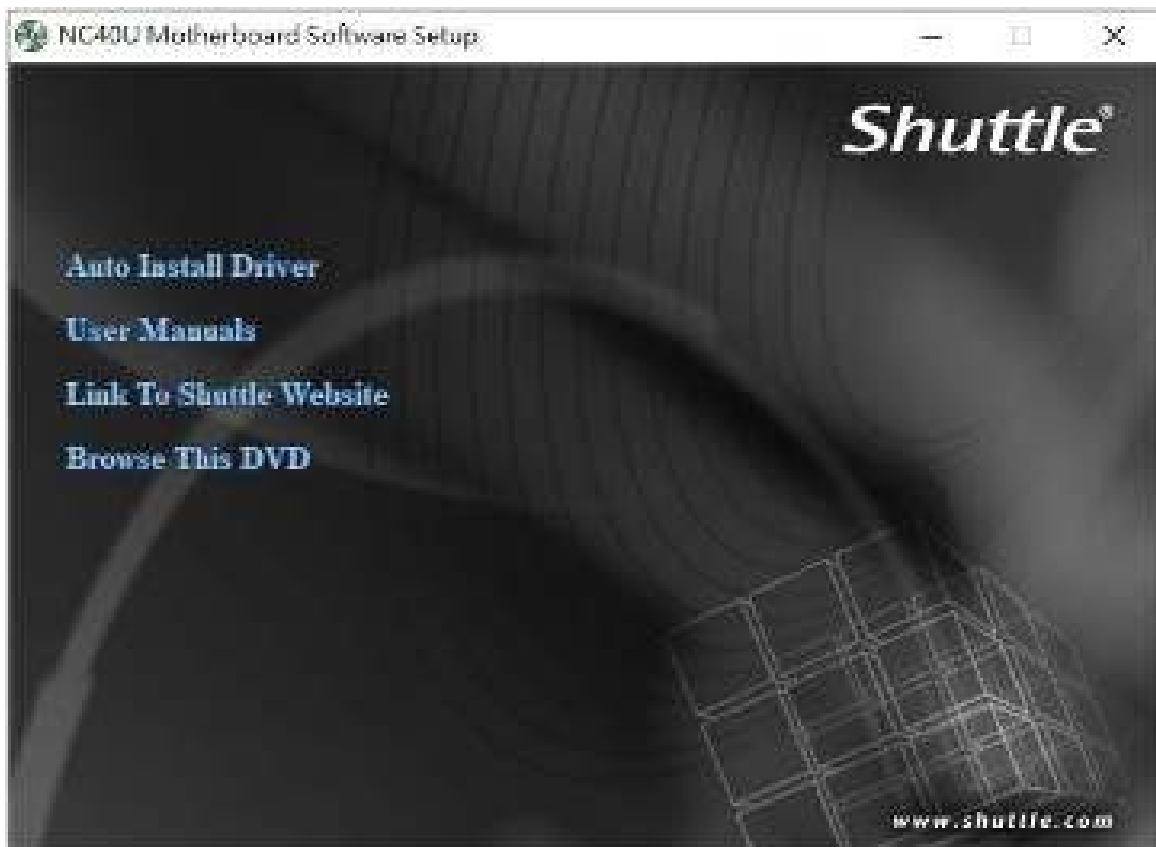 NC40U Motherboard Software Setup
Shuttle®
Auto Install Driver
User Manuals
Link To Shuttle Website
Browse This DVD
www.shuttle.com